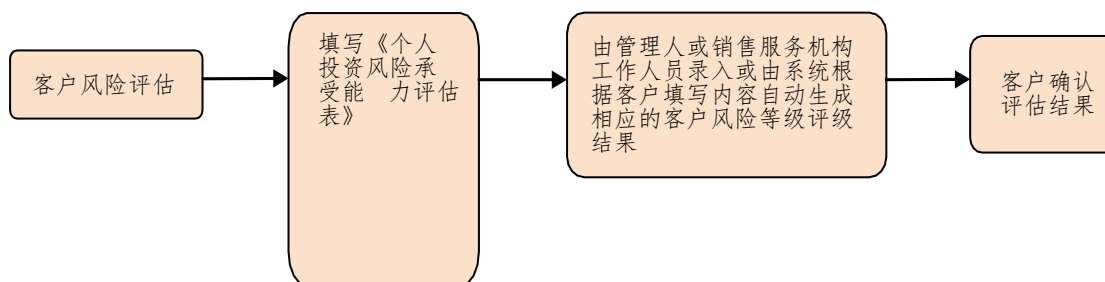 客户风险评估
填写《个人
投资风险承
受能 力评估
表》
由管理人或销售服务机构
工作人员录入或由系统根
据客户填写内容自动生成
相应的客户风险等级评级
结果
客户确认
评估结果